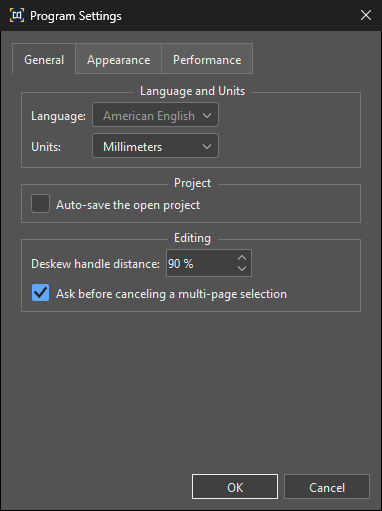 Program Settings
General Appearance Performance
Language and Units
Language: American English
Units: Millimeters
Project
Auto-save the open project
Editing
Deskew handle distance: 90 %
Ask before canceling a multi-page selection
OK Cancel